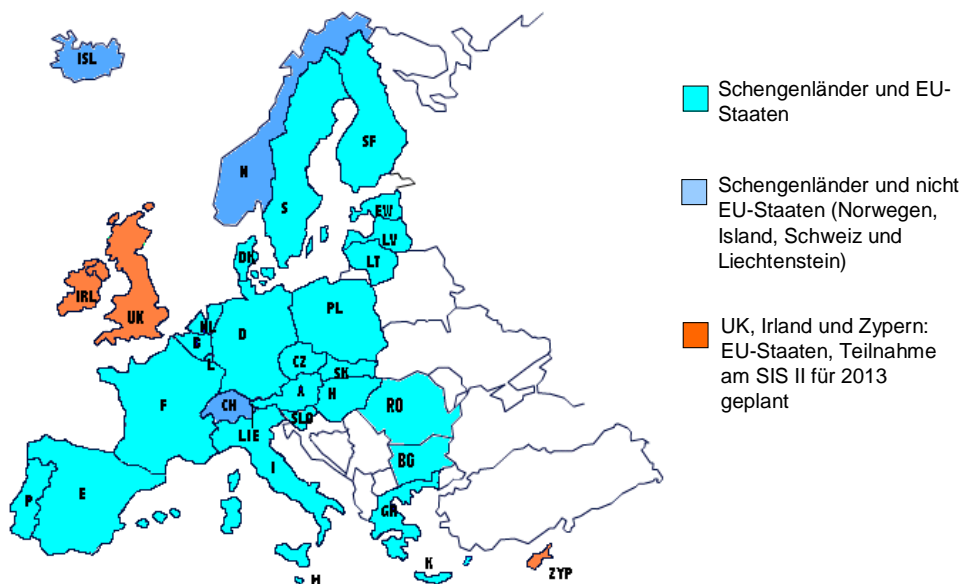 ISL
N
S
SF
EW
LV
LT
DK
IRL
UK
NL
B
L
D
PL
CZ
SK
A
H
F
CH
SLO
RO
LIE
I
BG
P
E
GR
K
M
ZYP
Schengenländer und EU-
Staaten
Schengenländer und nicht
EU-Staaten (Norwegen,
Island, Schweiz und
Liechtenstein)
UK, Irland und Zypern:
EU-Staaten, Teilnahme
am SIS II für 2013
geplant